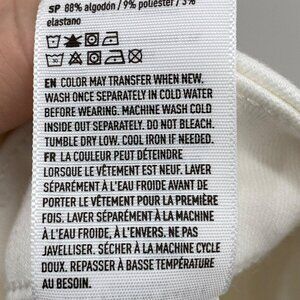 SP 88% algodón / 9% poliéster / 3%
elastano
EN COLOR MAY TRANSFER WHEN NEW.
WASH ONCE SEPARATELY IN COLD WATER
BEFORE WEARING. MACHINE WASH COLD
INSIDE OUT SEPARATELY. DO NOT BLEACH.
TUMBLE DRY LOW. COOL IRON IF NEEDED.
FR LA COULEUR PEUT DÉTEINDRE
LORSQUE LE VÊTEMENT EST NEUF. LAVER
SÉPARÉMENT À L'EAU FROIDE AVANT DE
PORTER LE VÊTEMENT POUR LA PREMIÈRE
FOIS. LAVER SÉPARÉMENT À LA MACHINE
À L'EAU FROIDE, À L'ENVERS. NE PAS
JAVELLISER. SÉCHER À LA MACHINE CYCLE
DOUX. REPASSER À BASSE TEMPÉRATURE
AU BESOIN.